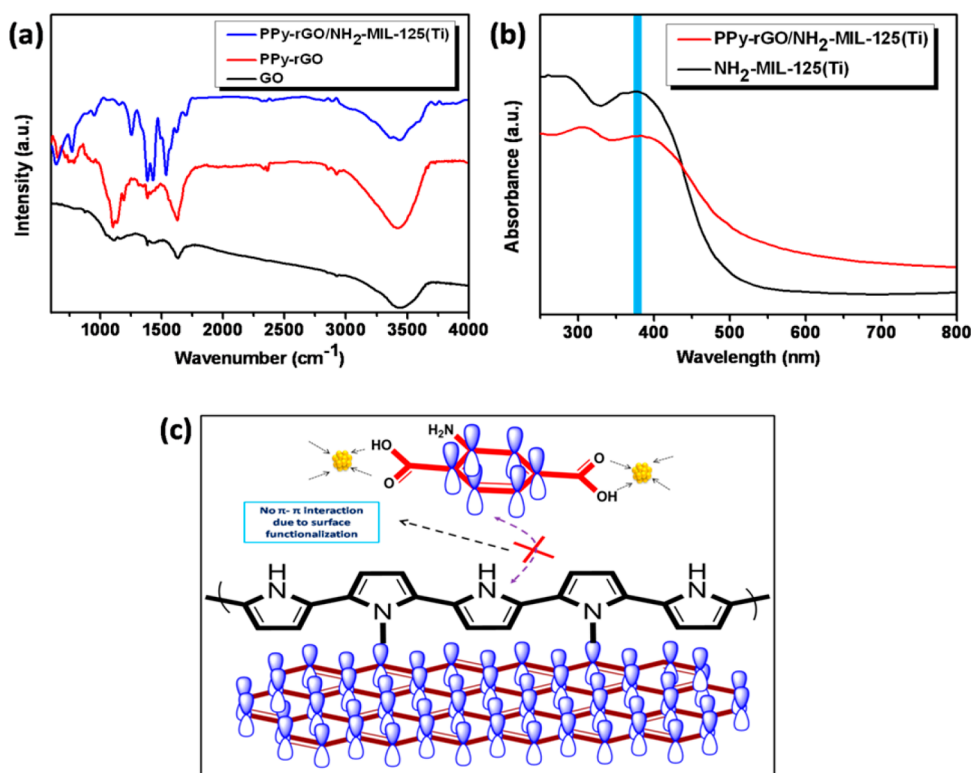 (a)
PPy-rGO/NH₂-MIL-125(Ti)
PPy-rGO
GO
Intensity (a.u.)
1000 1500 2000 2500 3000 3500 4000
Wavenumber (cm⁻¹)
(b)
PPy-rGO/NH₂-MIL-125(Ti)
NH₂-MIL-125(Ti)
Absorbance (a.u.)
300 400 500 600 700 800
Wavelength (nm)
(c)
H₂N
HO
O
O
OH
No π- π interaction
due to surface
functionalization
H
N
H
N
H
N
N
N